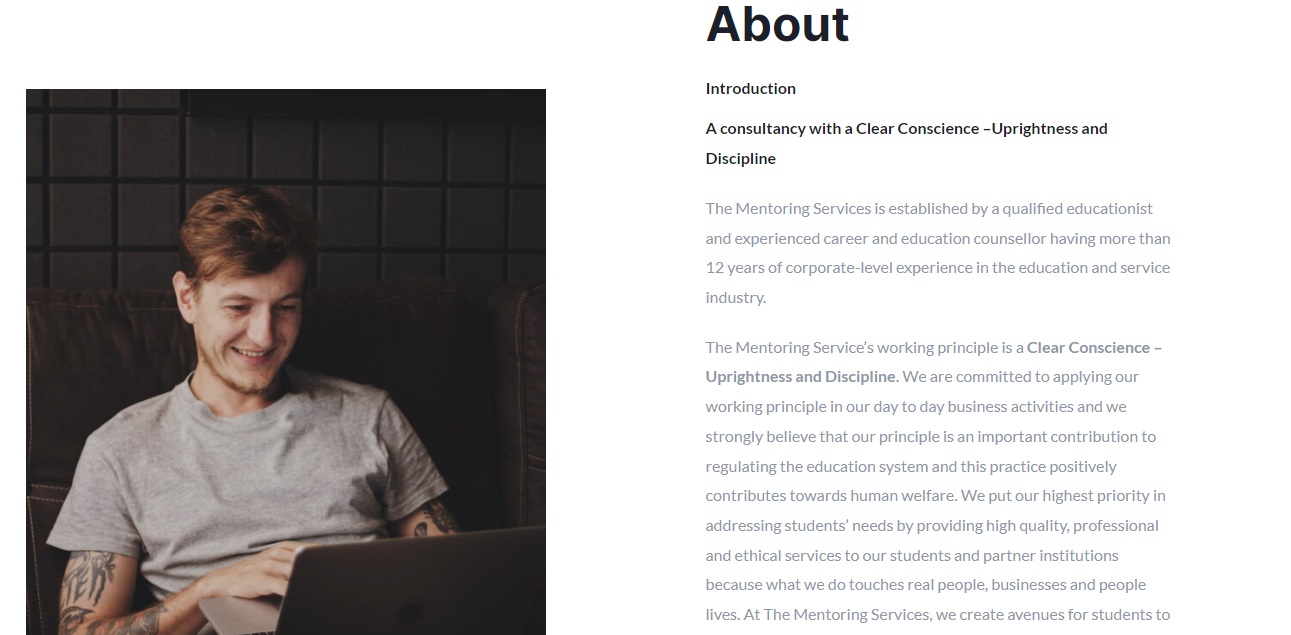 About
Introduction
A consultancy with a Clear Conscience –Uprightness and
Discipline
The Mentoring Services is established by a qualified educationist
and experienced career and education counsellor having more than
12 years of corporate-level experience in the education and service
industry.
The Mentoring Service’s working principle is a Clear Conscience –
Uprightness and Discipline. We are committed to applying our
working principle in our day to day business activities and we
strongly believe that our principle is an important contribution to
regulating the education system and this practice positively
contributes towards human welfare. We put our highest priority in
addressing students’ needs by providing high quality, professional
and ethical services to our students and partner institutions
because what we do touches real people, businesses and people
lives. At The Mentoring Services, we create avenues for students to